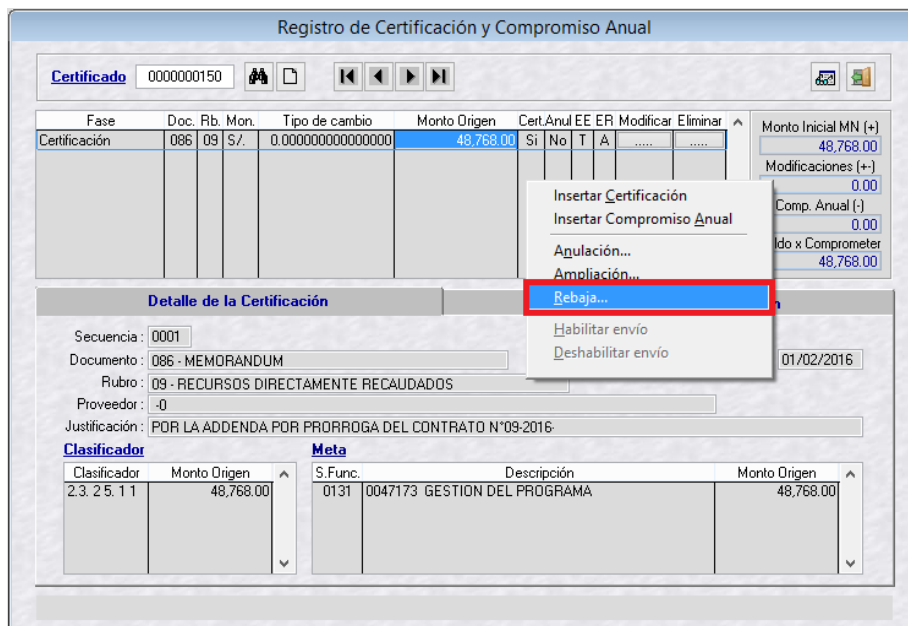 Registro de Certificación y Compromiso Anual
Certificado 0000000150
Fase Doc. Rb. Mon. Tipo de cambio Monto Origen Cert. Anul EE ER Modificar Eliminar
Certificación 086 09 S/. 0.000000000000000 48,768.00 Si No T A ..... .....
Monto Inicial MN (+)
48,768.00
Modificaciones (+-)
0.00
Comp. Anual (-)
0.00
ldo x Comprometer
48,768.00
Insertar Certificación
Insertar Compromiso Anual
Anulación...
Ampliación...
Rebaja...
Habilitar envío
Deshabilitar envío
Detalle de la Certificación
Secuencia : 0001
Documento : 086 - MEMORANDUM 01/02/2016
Rubro : 09 - RECURSOS DIRECTAMENTE RECAUDADOS
Proveedor : -0
Justificación : POR LA ADDENDA POR PRORROGA DEL CONTRATO N°09-2016-
Clasificador Meta
Clasificador Monto Origen S.Func. Descripción Monto Origen
2.3. 2 5. 1 1 48,768.00 0131 0047173 GESTION DEL PROGRAMA 48,768.00